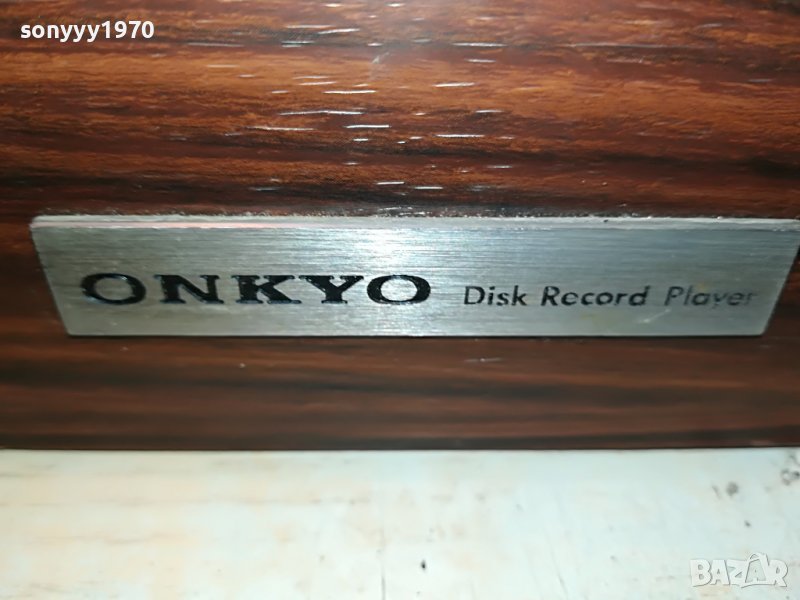 sonyyy1970
ONKYO Disk Record Player
BAZAR